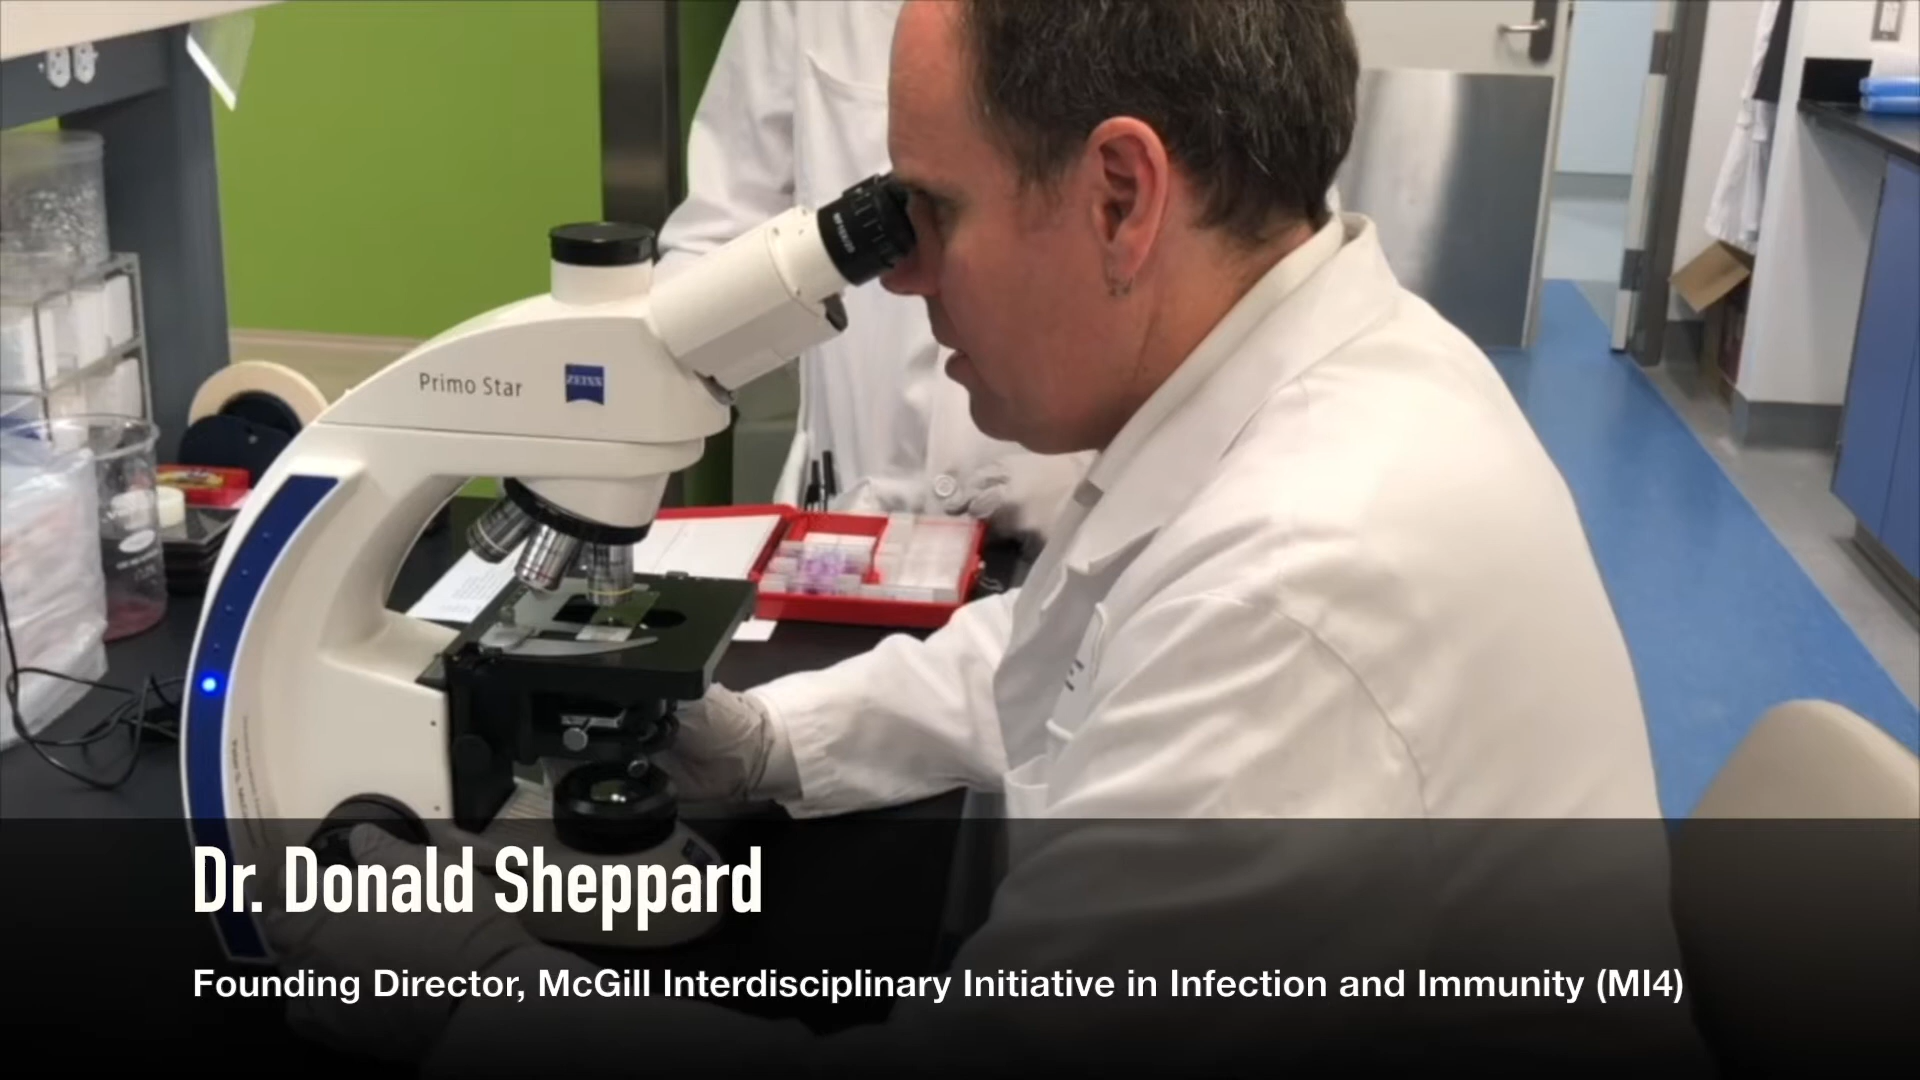 Primo Star
ZEISS
Dr. Donald Sheppard
Founding Director, McGill Interdisciplinary Initiative in Infection and Immunity (MI4)